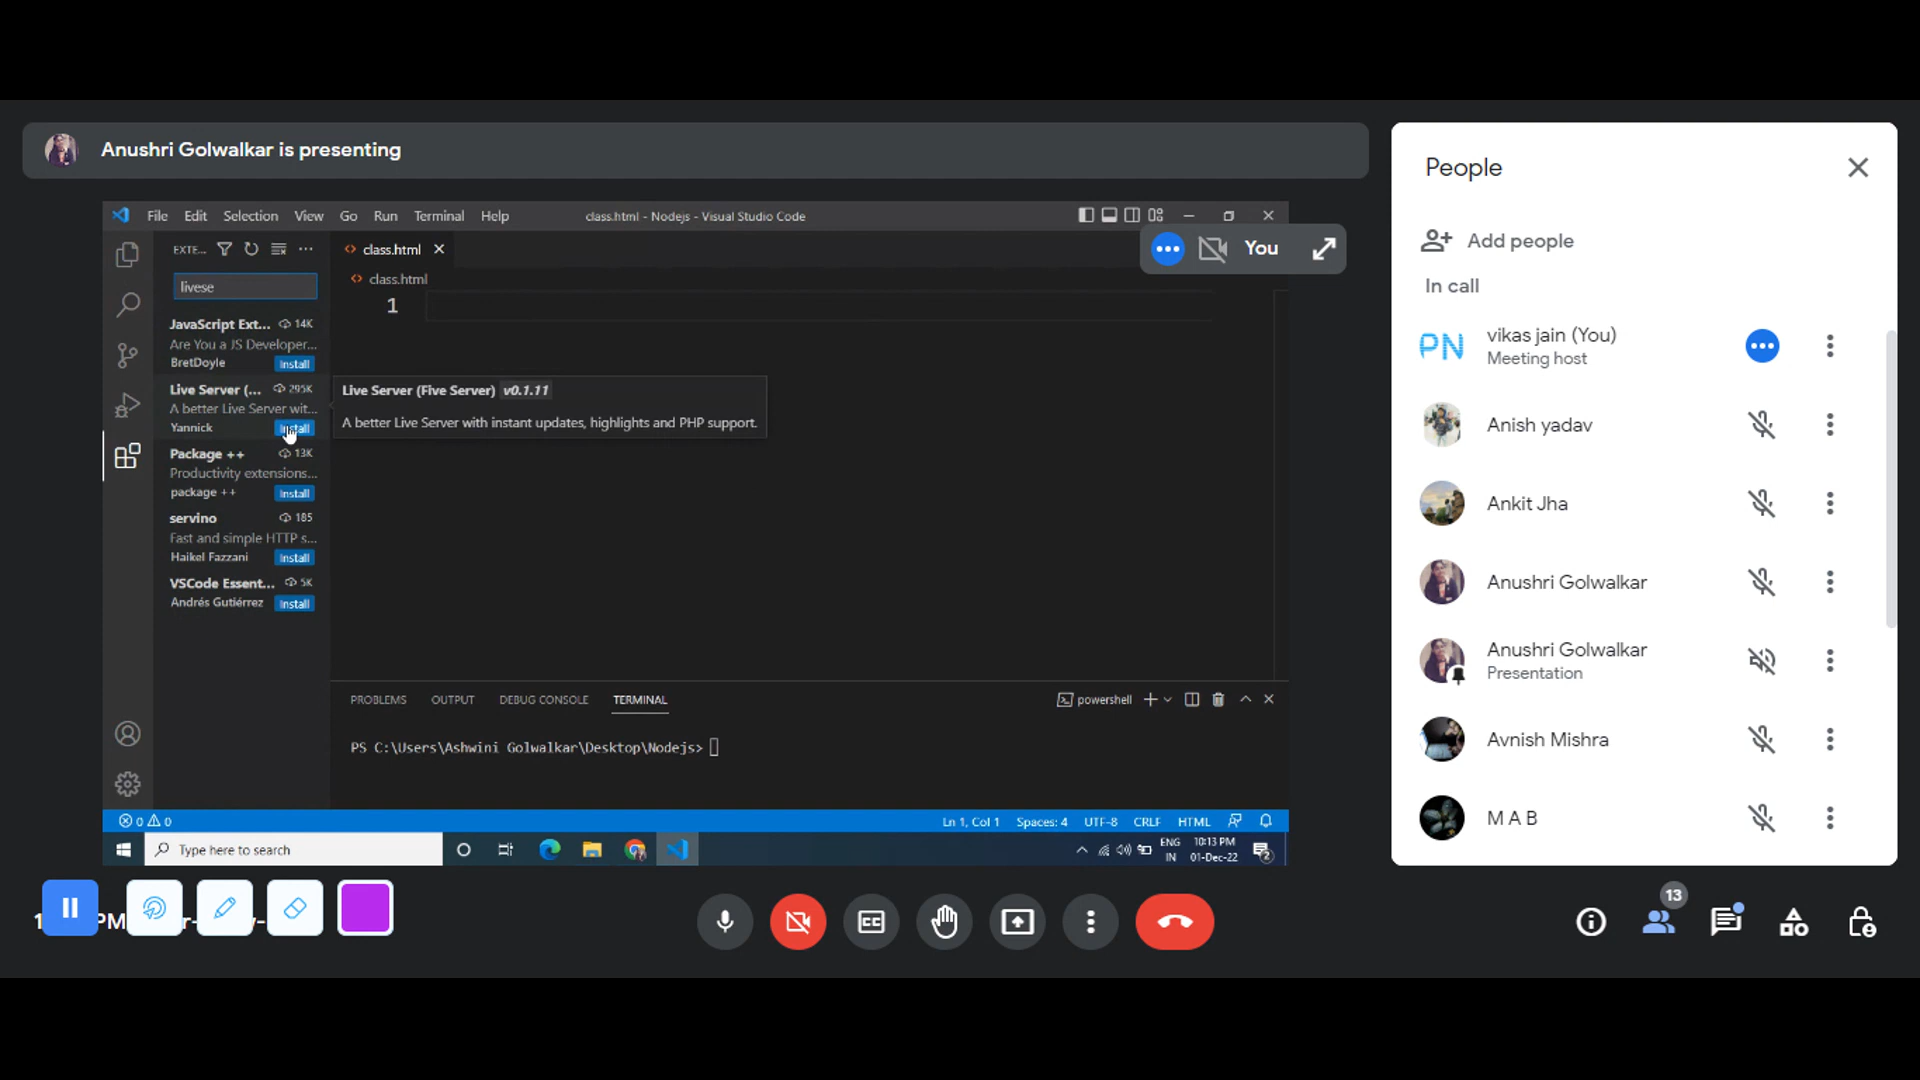 Anushri Golwalkar is presenting
File Edit Selection View Go Run Terminal Help
class.html - Nodejs - Visual Studio Code
EXTE...
class.html
You
livese
class.html
1
JavaScript Ext... 14K
Are You a JS Developer...
BretDoyle
Install
Live Server (... 295K
A better Live Server wit...
Yannick
Live Server (Five Server) v0.1.11
A better Live Server with instant updates, highlights and PHP support.
Package ++ 13K
Productivity extensions...
package ++
Install
servino 185
Fast and simple HTTP s...
Haikel Fazzani
Install
VSCode Essent... 5K
Andrés Gutiérrez
Install
PROBLEMS OUTPUT DEBUG CONSOLE TERMINAL
powershell
PS C:\Users\Ashwini Golwalkar\Desktop\Nodejs>
0 0
Ln 1, Col 1 Spaces: 4 UTF-8 CRLF HTML
Type here to search
ENG
IN
10:13 PM
01-Dec-22
2
People
Add people
In call
PN
vikas jain (You)
Meeting host
Anish yadav
Ankit Jha
Anushri Golwalkar
Anushri Golwalkar
Presentation
Avnish Mishra
M A B
PM
CC
13